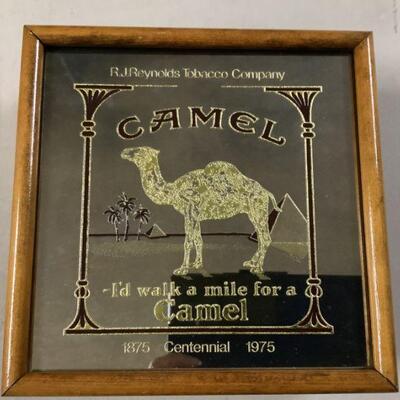 R.J.Reynolds Tobacco Company
CAMEL
-I'd walk a mile for a
Camel
1875 Centennial 1975